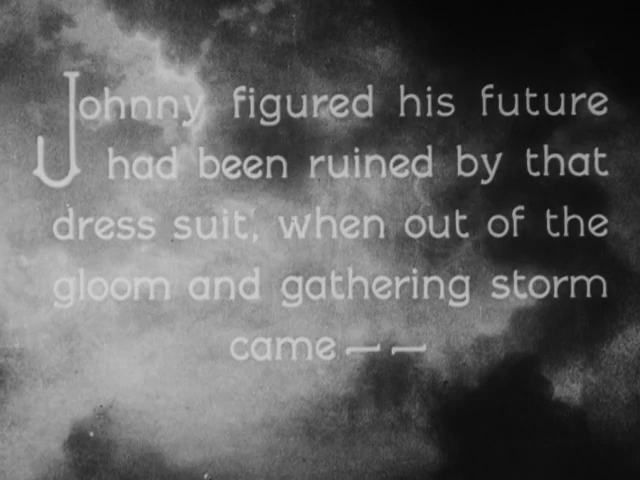 Johnny figured his future
had been ruined by that
dress suit, when out of the
gloom and gathering storm
came — —